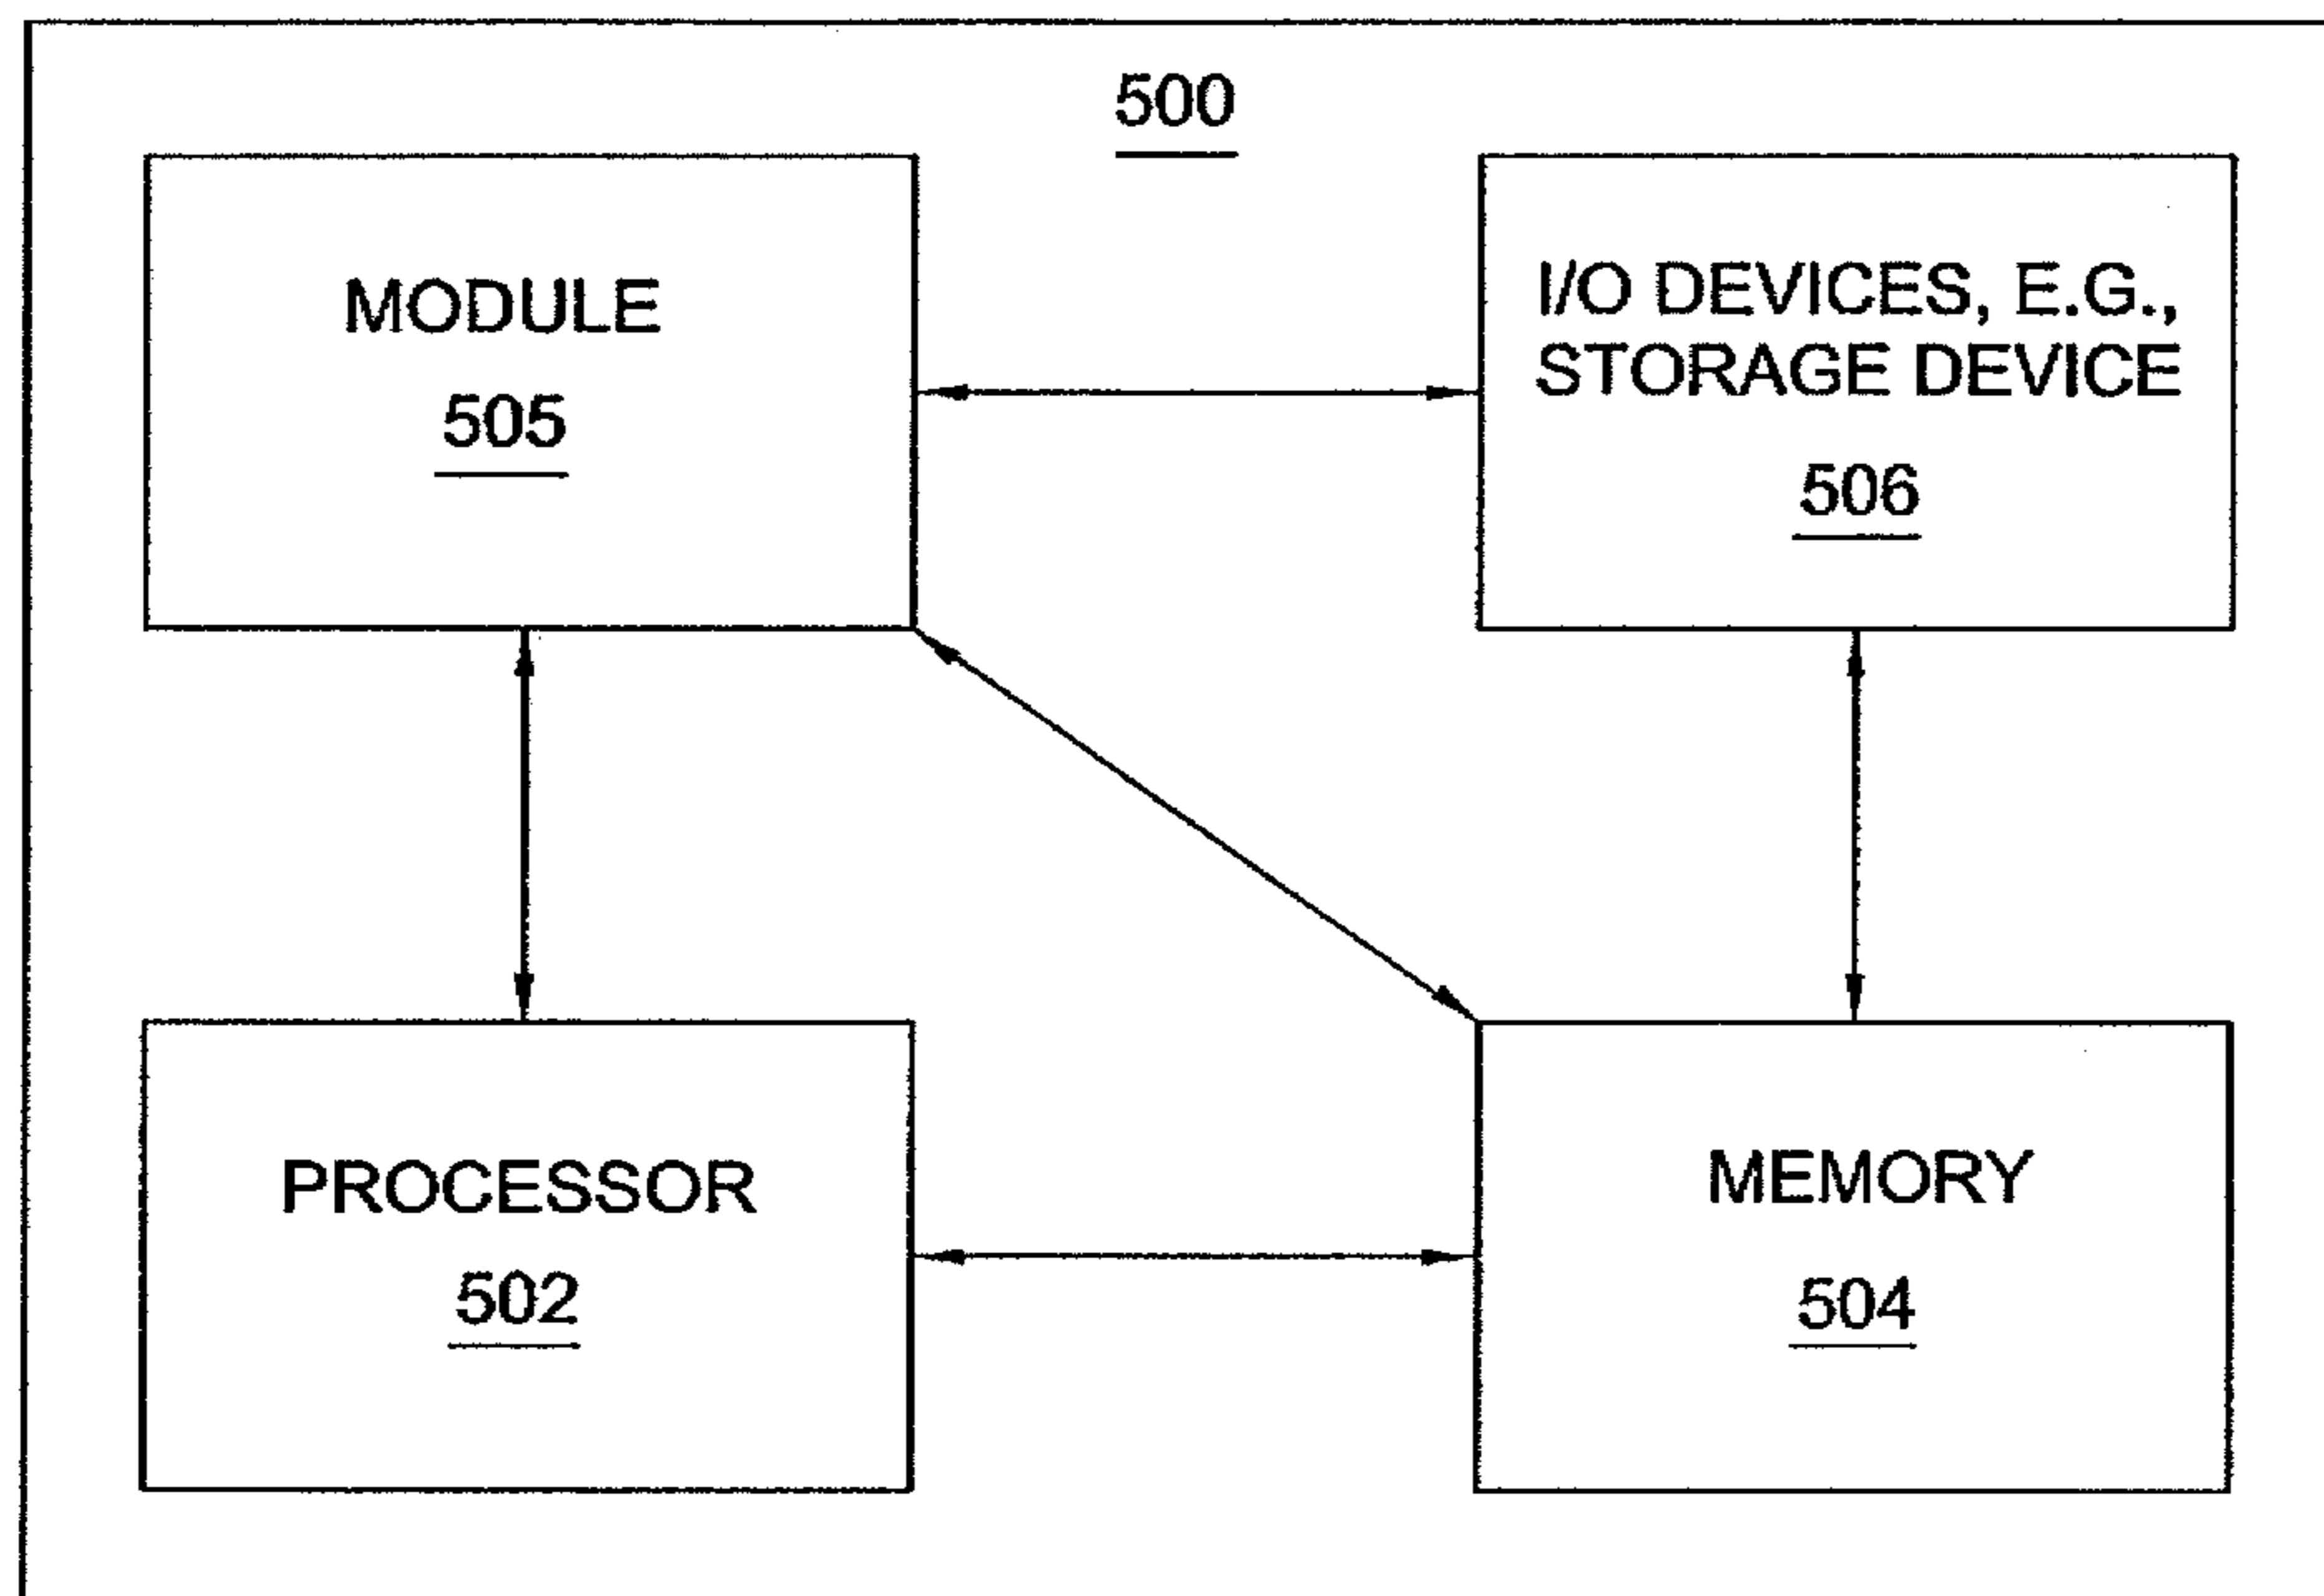 500
MODULE
505
I/O DEVICES, E.G.,
STORAGE DEVICE
506
PROCESSOR
502
MEMORY
504